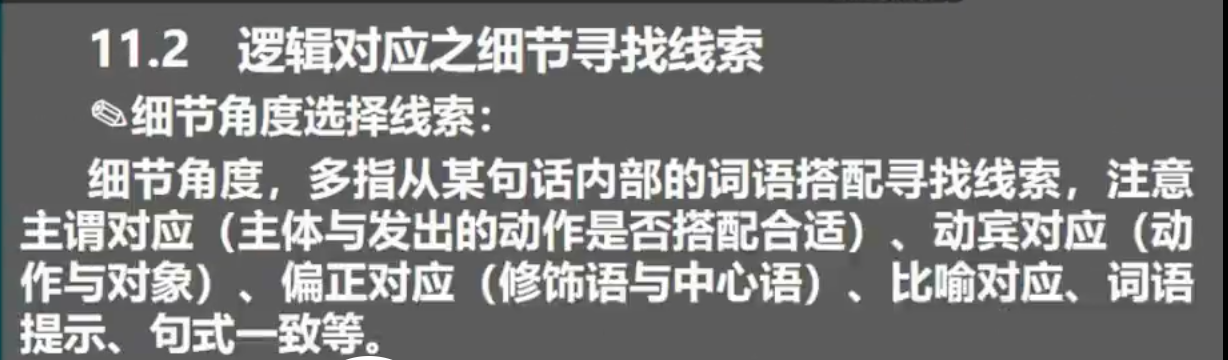 11.2 逻辑对应之细节寻找线索
✎细节角度选择线索：
细节角度，多指从某句话内部的词语搭配寻找线索，注意
主谓对应（主体与发出的动作是否搭配合适）、动宾对应（动
作与对象）、偏正对应（修饰语与中心语）、比喻对应、词语
提示、句式一致等。